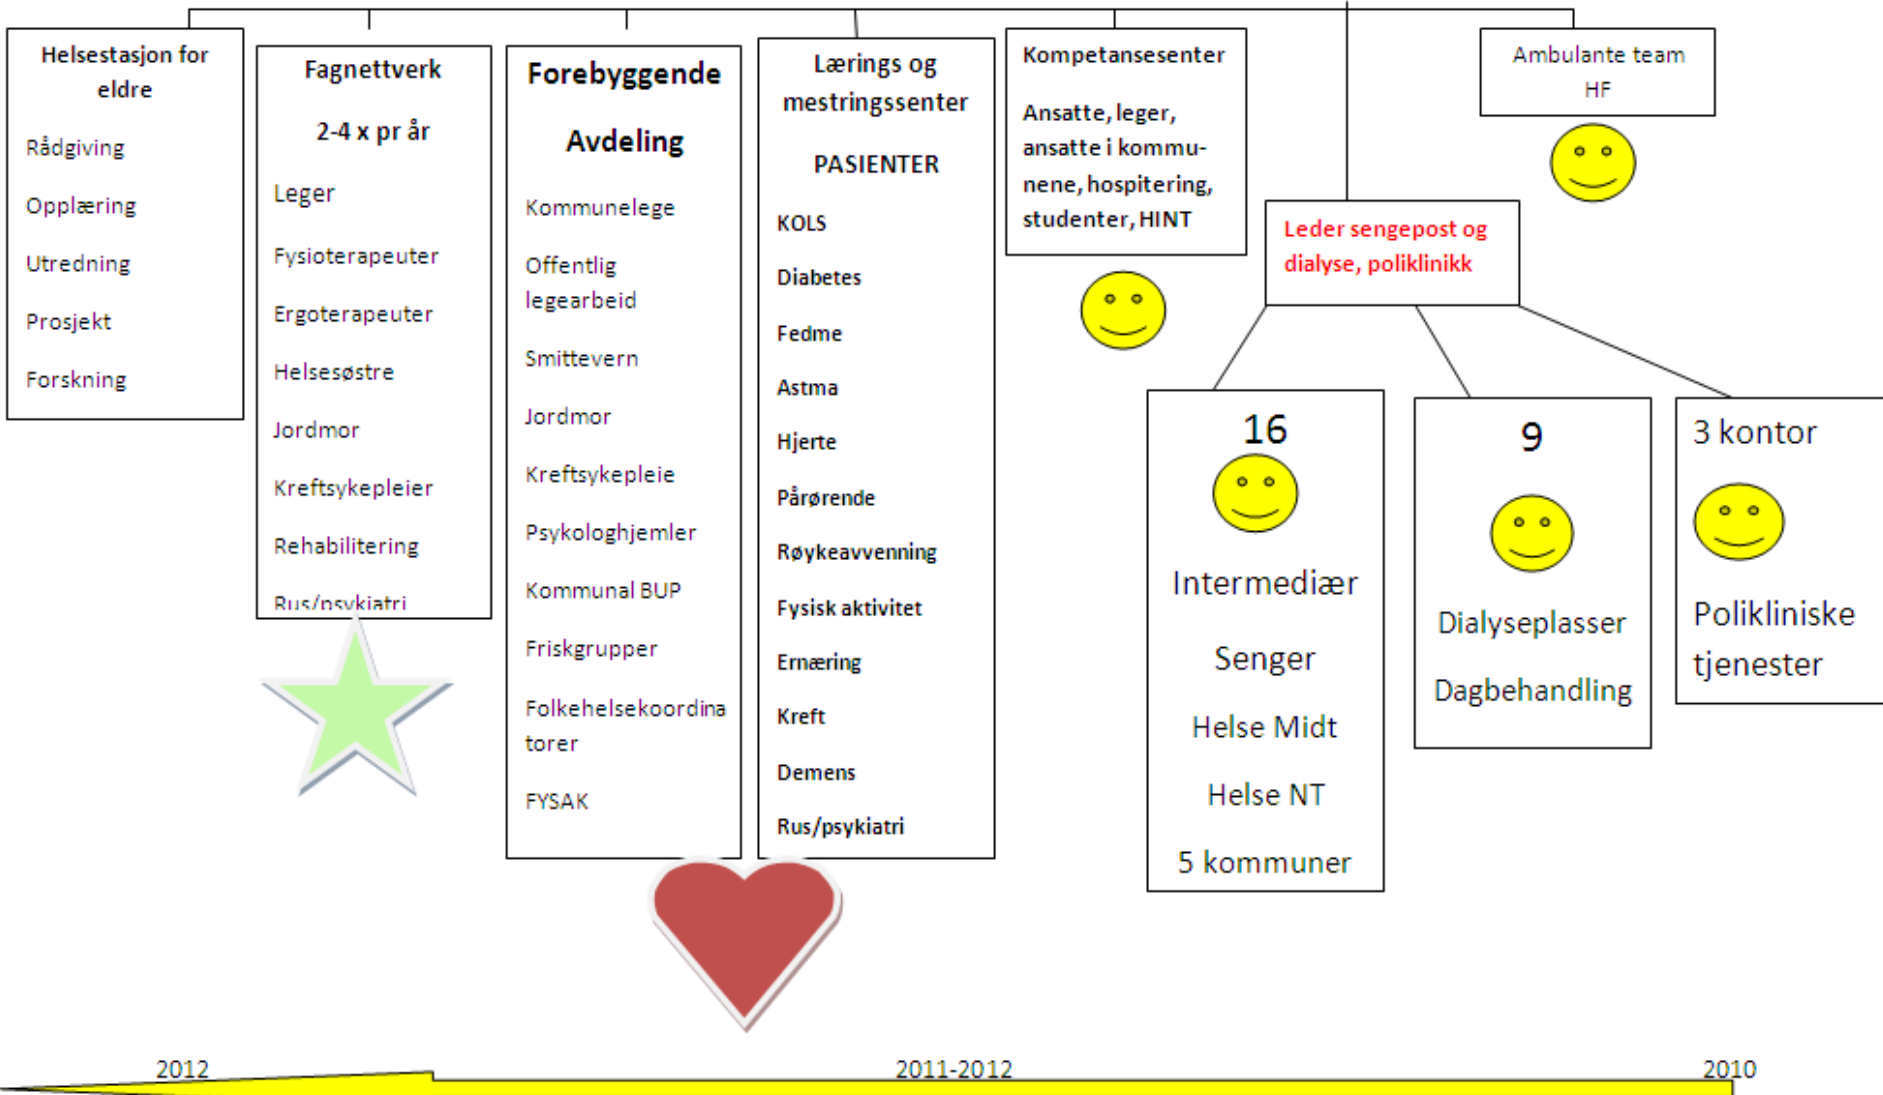 Helsestasjon for
eldre
Rådgiving
Opplæring
Utredning
Prosjekt
Forskning
Fagnettverk
2-4 x pr år
Leger
Fysioterapeuter
Ergoterapeuter
Helsesøstre
Jordmor
Kreftsykepleier
Rehabilitering
Rus/psykiatri
Forebyggende
Avdeling
Kommunelege
Offentlig
legearbeid
Smittevern
Jordmor
Kreftsykepleie
Psykologhjemler
Kommunal BUP
Friskgrupper
Folkehelsekoordina
torer
FYSAK
Lærings og
mestringssenter
PASIENTER
KOLS
Diabetes
Fedme
Astma
Hjerte
Pårørende
Røykeavvenning
Fysisk aktivitet
Ernæring
Kreft
Demens
Rus/psykiatri
Kompetansesenter
Ansatte, leger,
ansatte i kommu-
nene, hospitering,
studenter, HINT
Ambulante team
HF
Leder sengepost og
dialyse, poliklinikk
16
Intermediær
Senger
Helse Midt
Helse NT
5 kommuner
9
Dialyseplasser
Dagbehandling
3 kontor
Polikliniske
tjenester
2012
2011-2012
2010